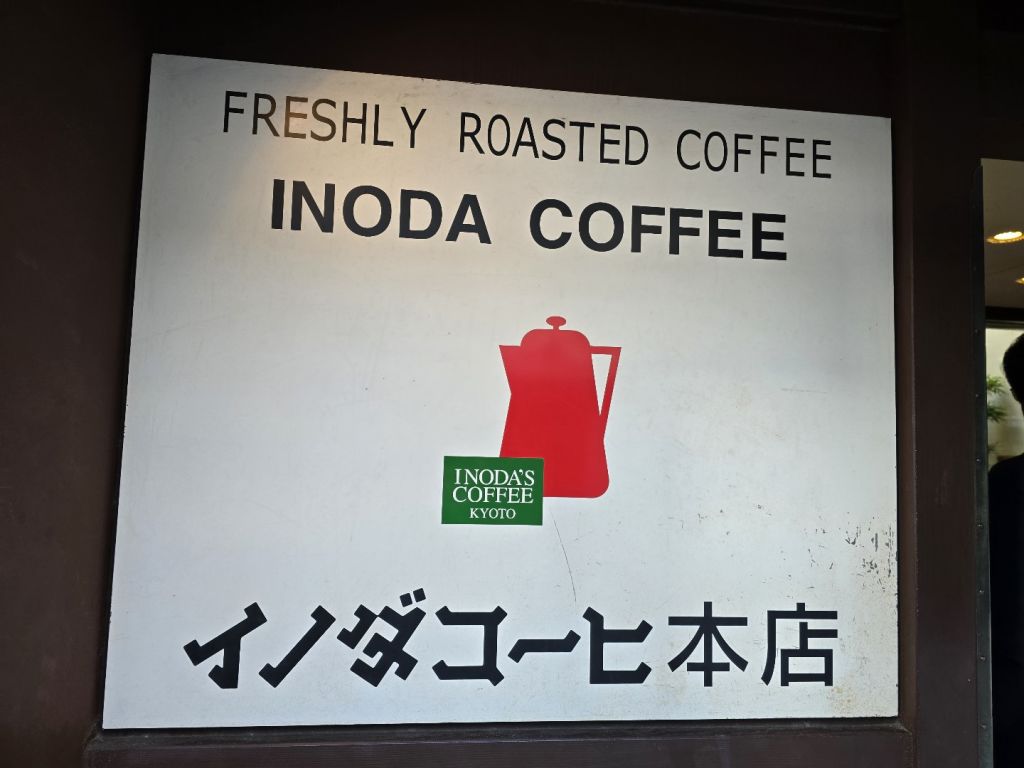 FRESHLY ROASTED COFFEE
INODA COFFEE
INODA'S
COFFEE
KYOTO
イノダコーヒ本店